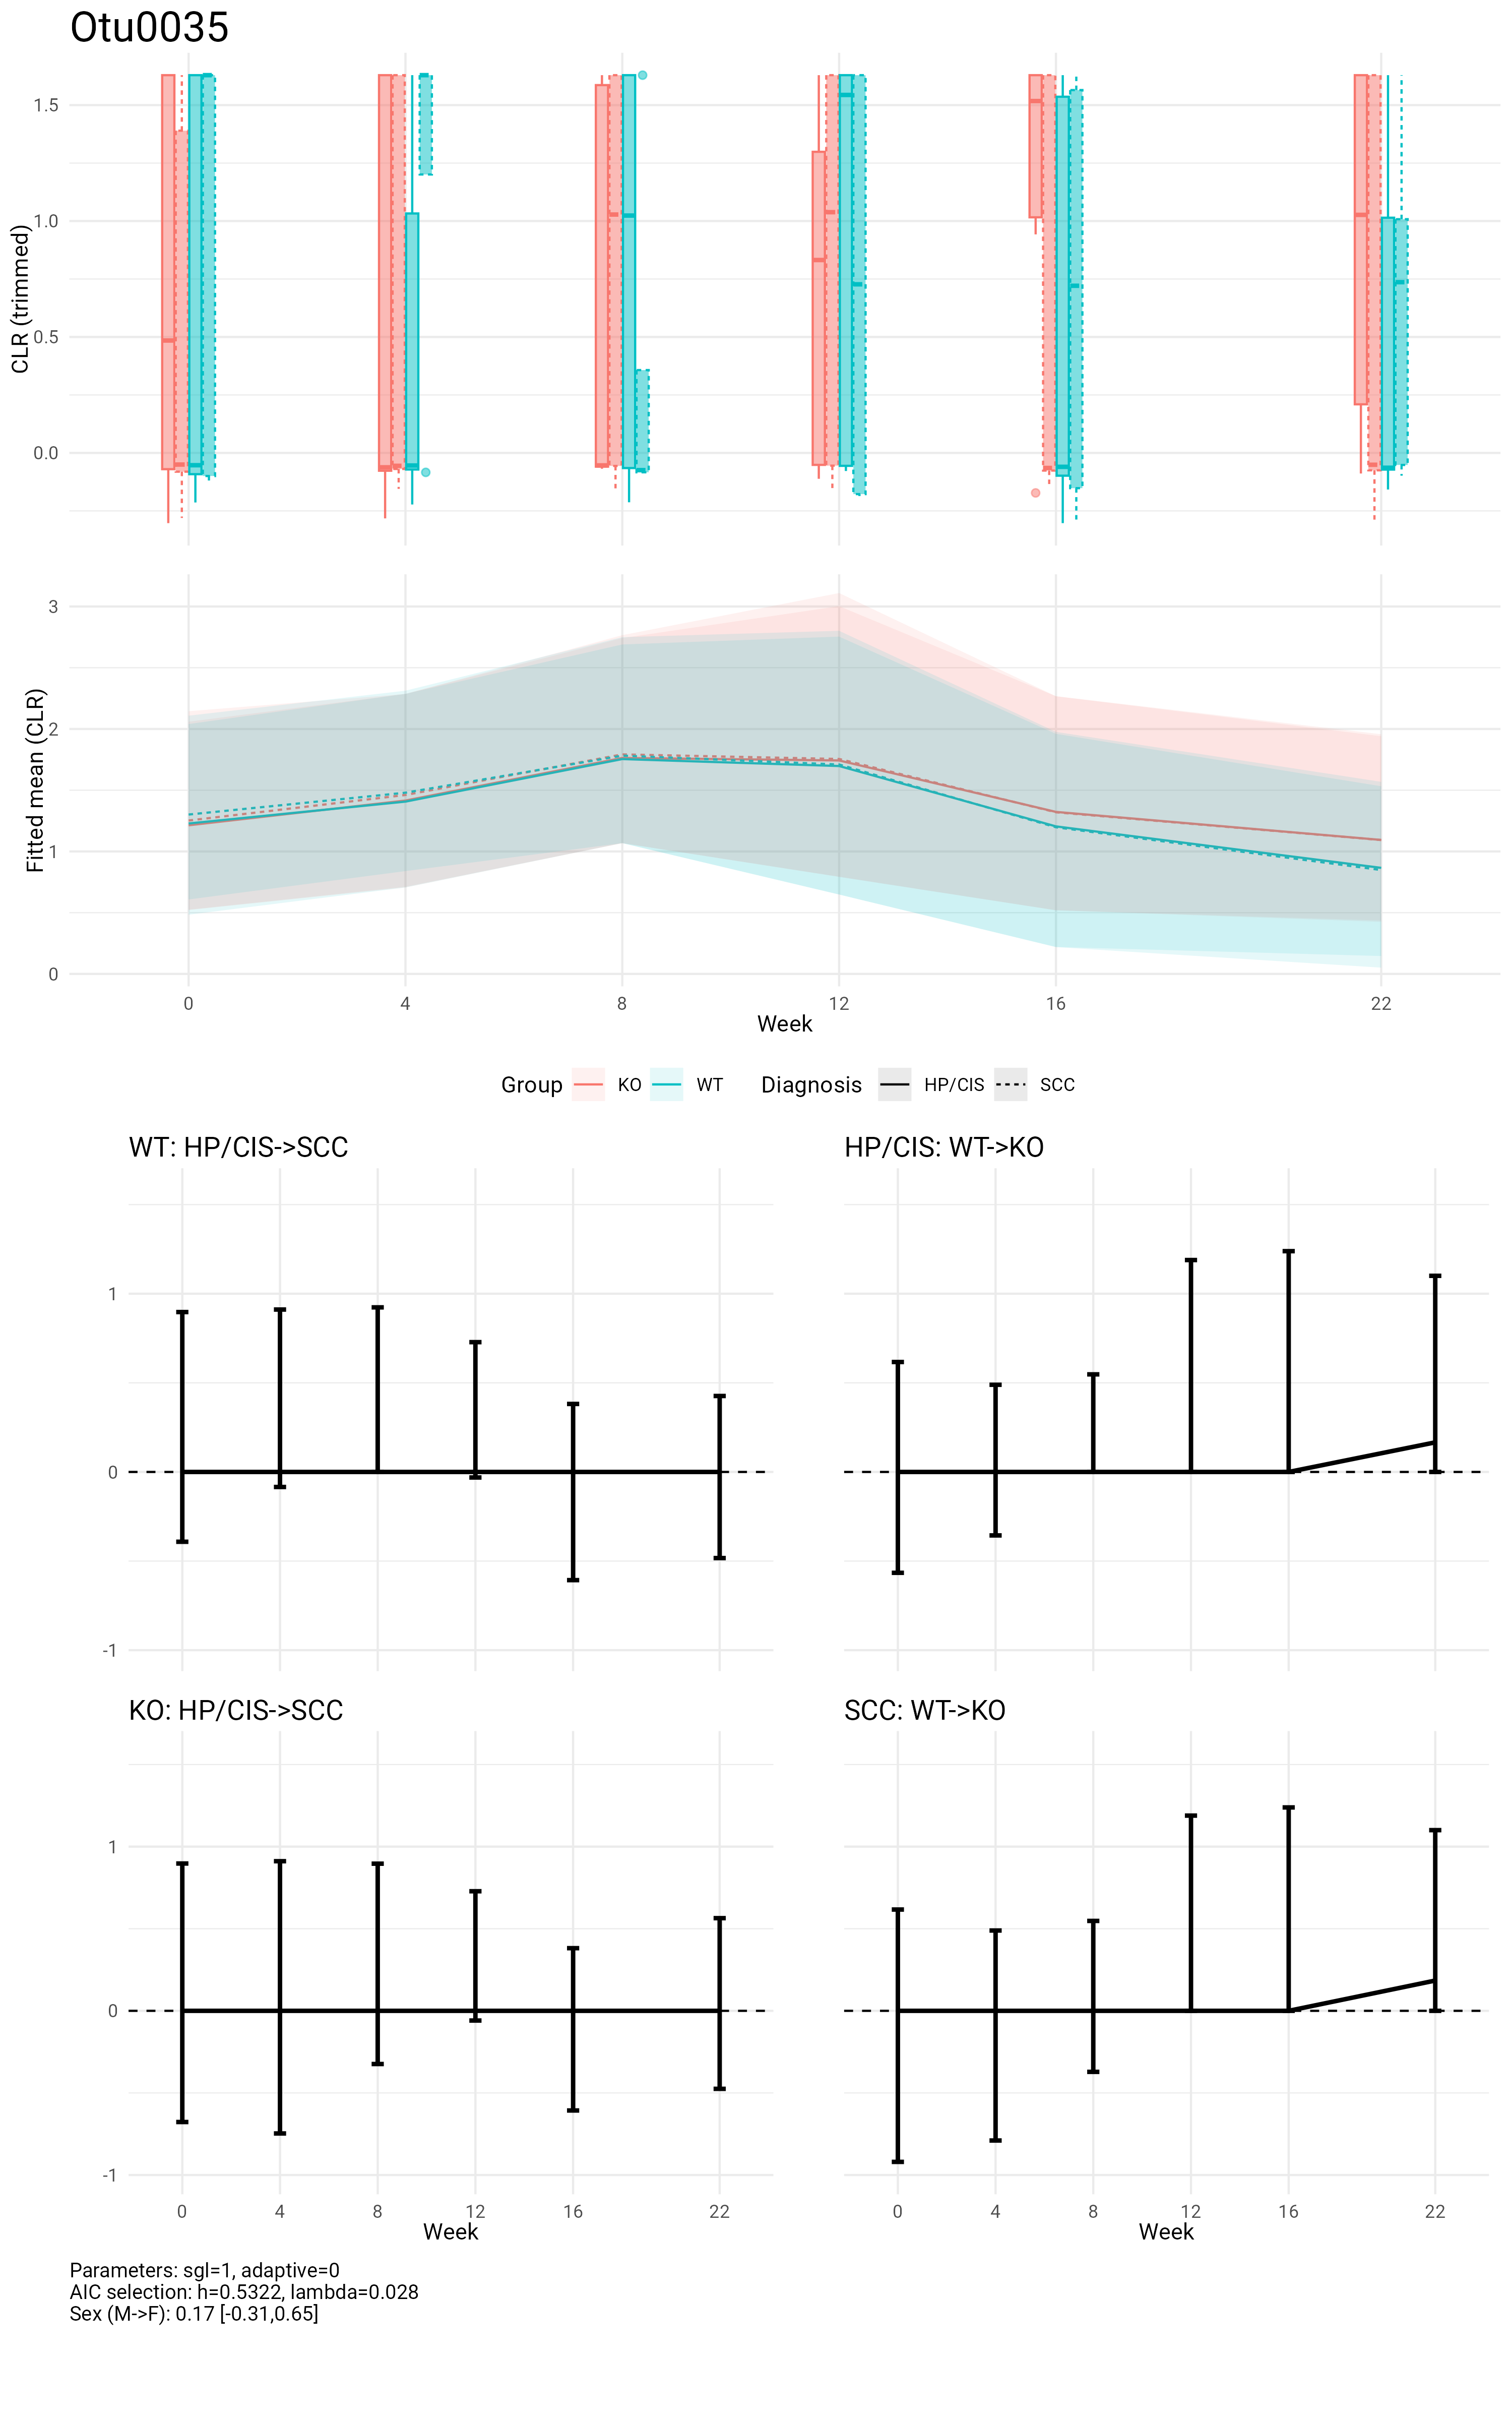 Otu0035
CLR (trimmed)
1.5
1.0
0.5
0.0
Fitted mean (CLR)
3
2
1
0
0 4 8 12 16 22
Week
Group KO WT Diagnosis HP/CIS SCC
WT: HP/CIS->SCC
HP/CIS: WT->KO
1
0
-1
KO: HP/CIS->SCC
SCC: WT->KO
1
0
-1
0 4 8 12 16 22
0 4 8 12 16 22
Week
Week
Parameters: sgl=1, adaptive=0
AIC selection: h=0.5322, lambda=0.028
Sex (M->F): 0.17 [-0.31,0.65]